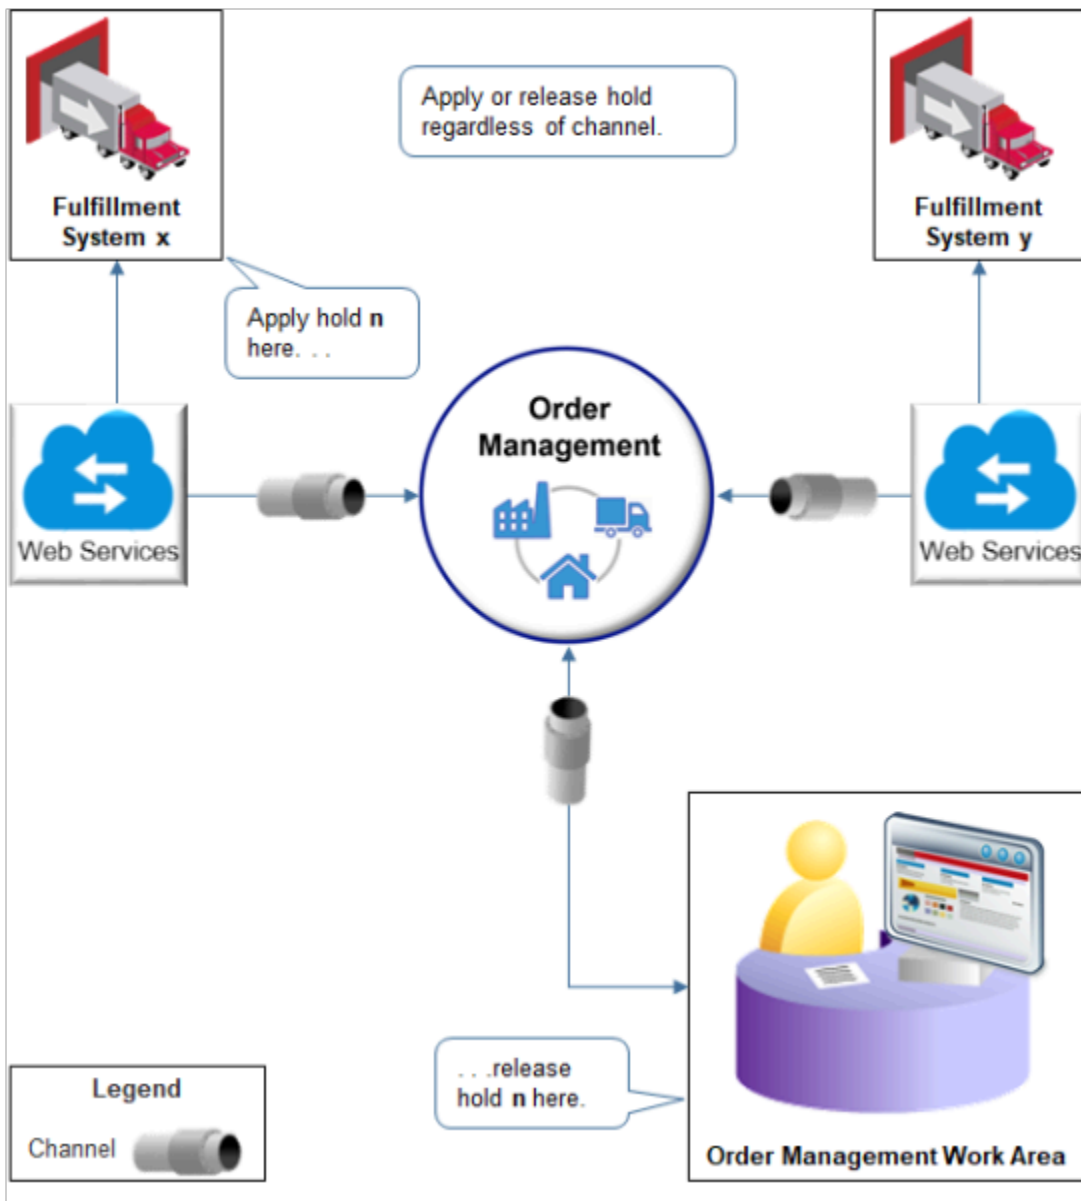 Apply or release hold
regardless of channel.
Fulfillment
System x
Fulfillment
System y
Apply hold n
here. . .
Order
Management
Web Services
Web Services
. . .release
hold n here.
Order Management Work Area
Legend
Channel